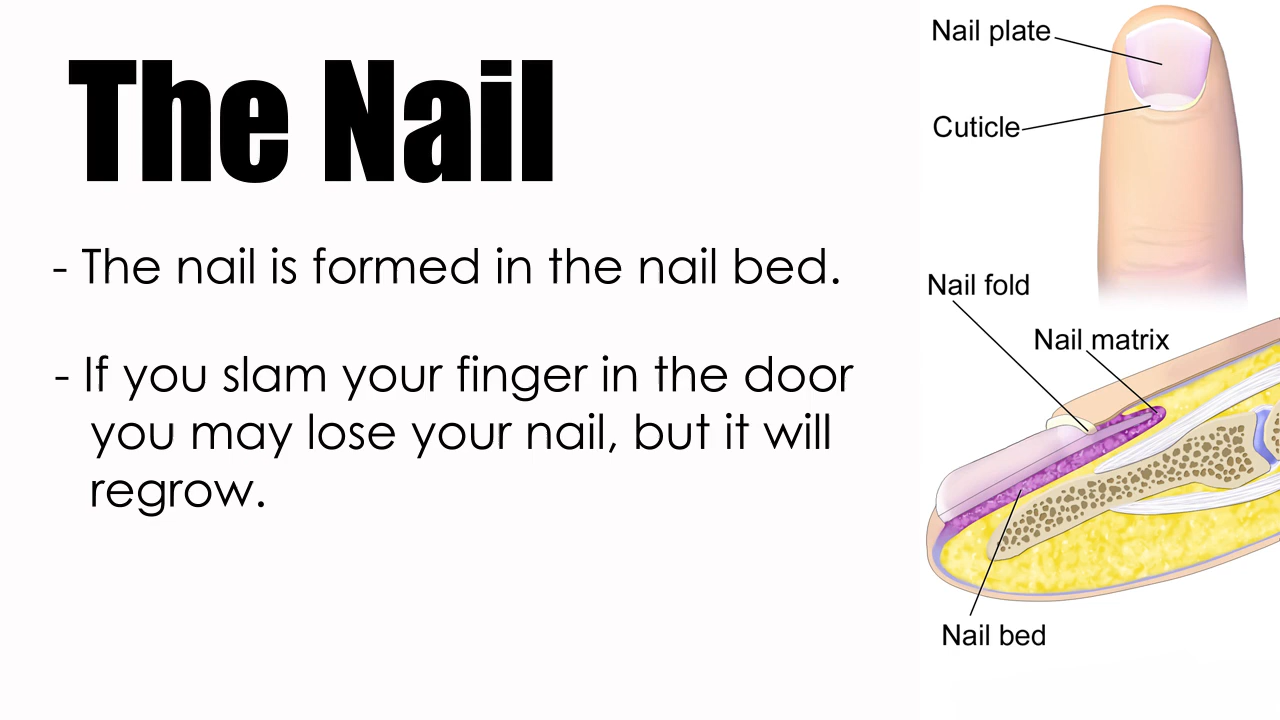 The Nail
- The nail is formed in the nail bed.
- If you slam your finger in the door
you may lose your nail, but it will
regrow.
Nail plate
Cuticle
Nail fold
Nail matrix
Nail bed